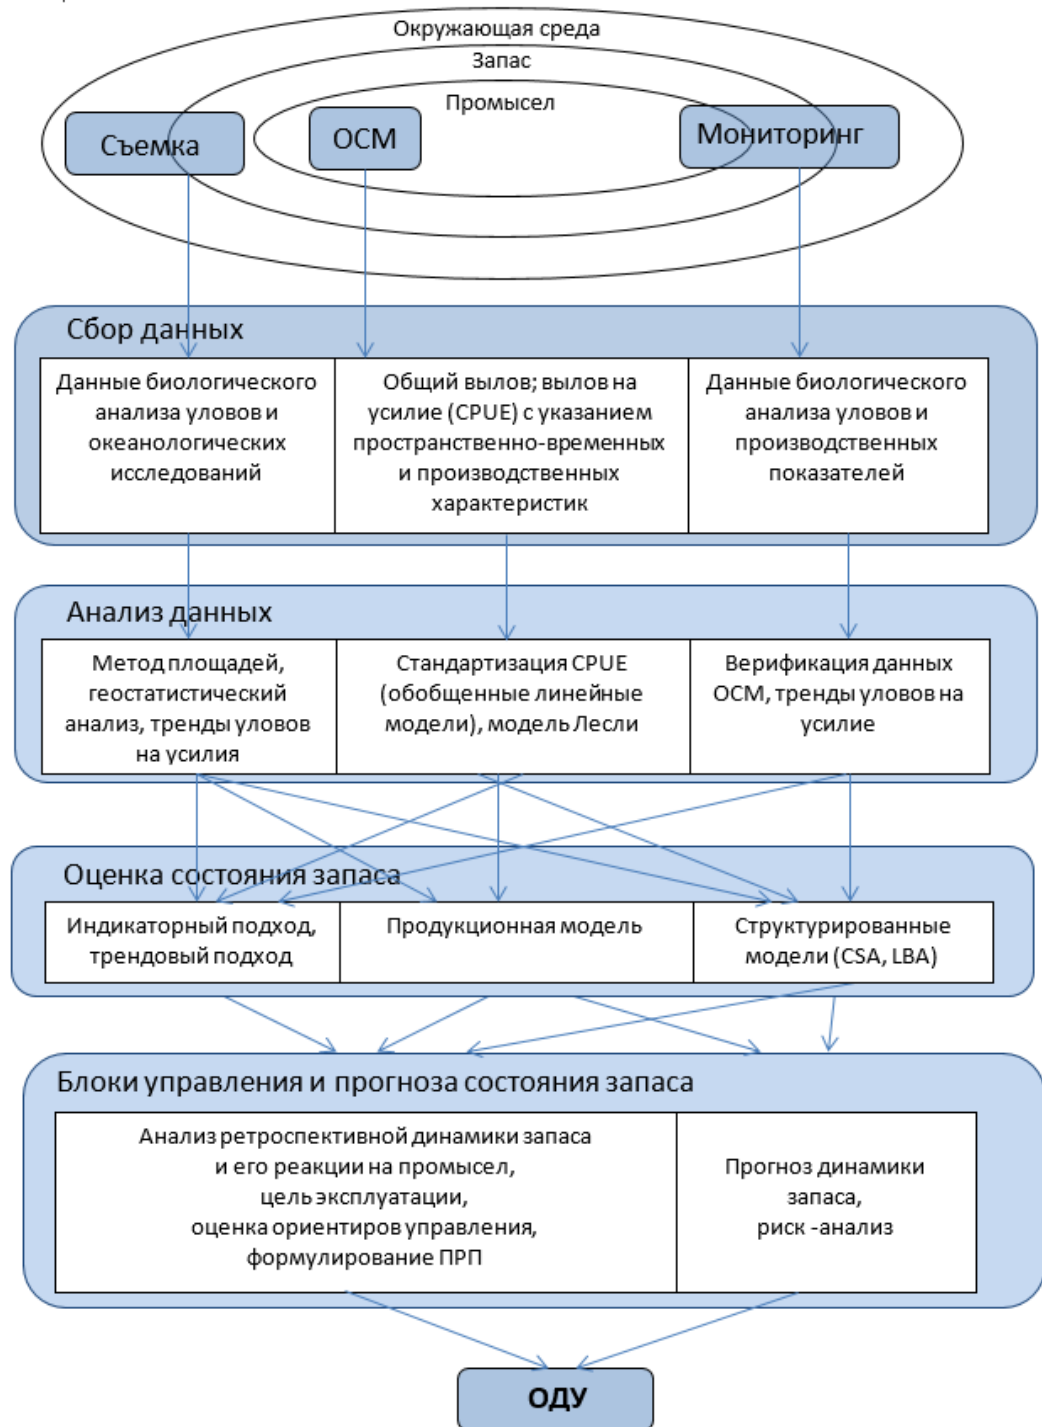 Окружающая среда
Запас
Промысел
Съемка
ОСМ
Мониторинг
Сбор данных
Данные биологического
анализа уловов и
океанологических
исследований
Общий вылов; вылов на
усилие (CPUE) с указанием
пространственно-временных
и производственных
характеристик
Данные биологического
анализа уловов и
производственных
показателей
Анализ данных
Метод площадей,
геостатистический
анализ, тренды уловов
на усилия
Стандартизация CPUE
(обобщенные линейные
модели), модель Лесли
Верификация данных
ОСМ, тренды уловов на
усилие
Оценка состояния запаса
Индикаторный подход,
трендовый подход
Продукционная модель
Структурированные
модели (CSA, LBA)
Блоки управления и прогноза состояния запаса
Анализ ретроспективной динамики запаса
и его реакции на промысел,
цель эксплуатации,
оценка ориентиров управления,
формулирование ПРП
Прогноз динамики
запаса,
риск -анализ
ОДУ